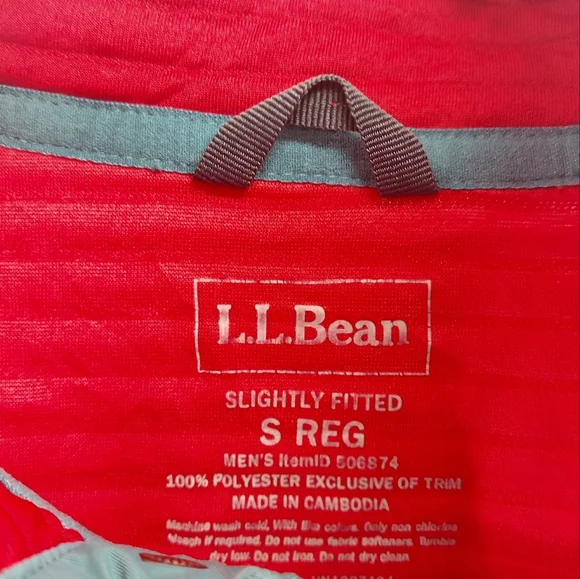 L.L.Bean
SLIGHTLY FITTED
S REG
MEN'S ItemID 506874
100% POLYESTER EXCLUSIVE OF TRIM
MADE IN CAMBODIA
Machine wash cold, With like colors. Only non chlorine
bleach if required. Do not use fabric softeners. Tumble
dry low. Do not iron. Do not dry clean